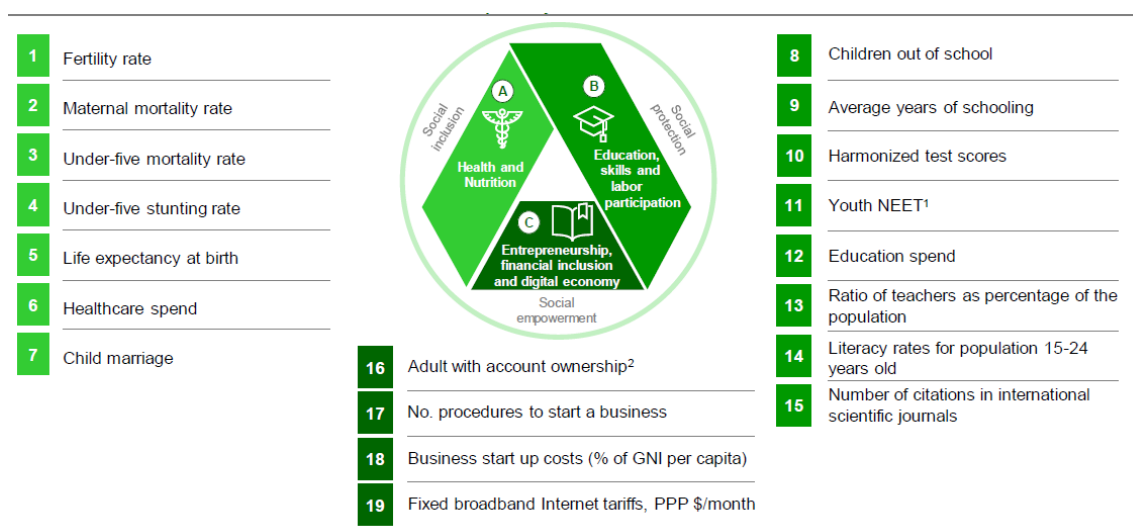 1
Fertility rate
2
Maternal mortality rate
3
Under-five mortality rate
4
Under-five stunting rate
5
Life expectancy at birth
6
Healthcare spend
7
Child marriage
Social
inclusion
A
Health and
Nutrition
B
Education,
skills and
labor
participation
Social
protection
C
Entrepreneurship,
financial inclusion
and digital economy
Social
empowerment
8
Children out of school
9
Average years of schooling
10
Harmonized test scores
11
Youth NEET¹
12
Education spend
13
Ratio of teachers as percentage of the
population
14
Literacy rates for population 15-24
years old
15
Number of citations in international
scientific journals
16
Adult with account ownership²
17
No. procedures to start a business
18
Business start up costs (% of GNI per capita)
19
Fixed broadband Internet tariffs, PPP $/month